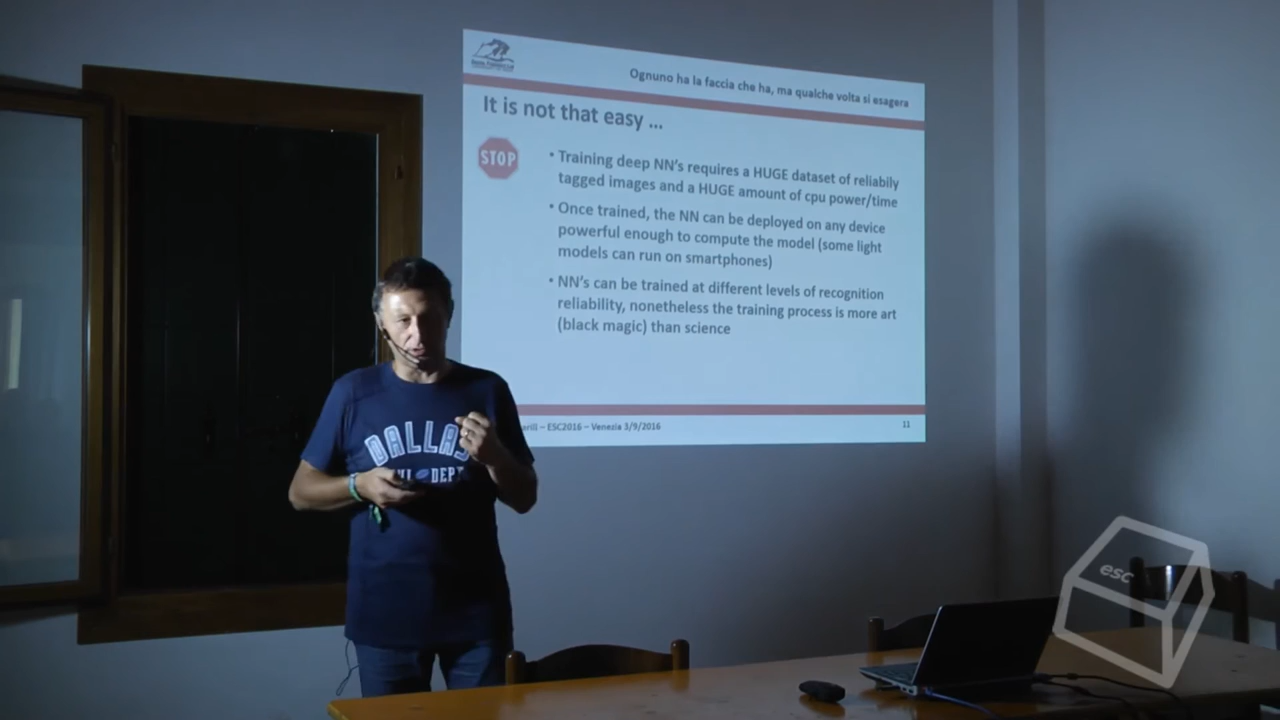 Ognuno ha la faccia che ha, ma qualche volta si esagera
It is not that easy ...
STOP
• Training deep NN's requires a HUGE dataset of reliabily
tagged images and a HUGE amount of cpu power/time
• Once trained, the NN can be deployed on any device
powerful enough to compute the model (some light
models can run on smartphones)
• NN's can be trained at different levels of recognition
reliability, nonetheless the training process is more art
(black magic) than science
– ESC2016 – Venezia 3/9/2016
11
DALLAS
DEPT
esc